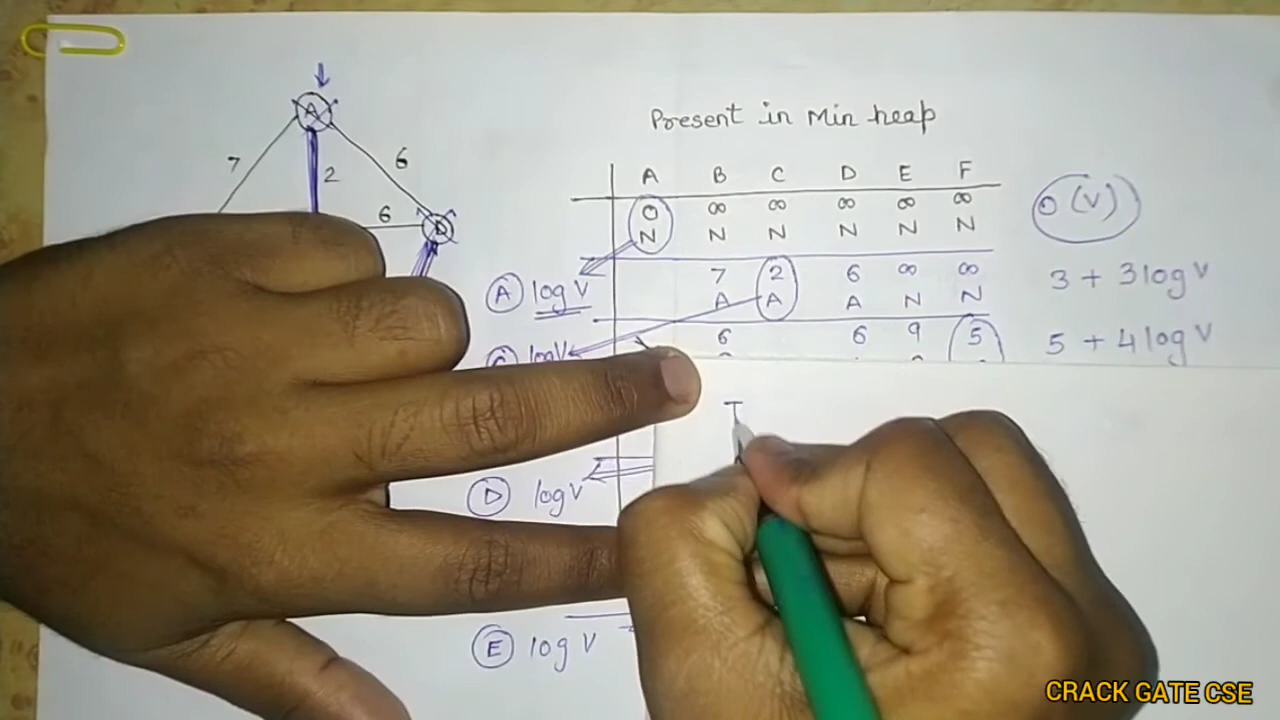 A
7
2
6
6
D
Present in Min heap
A B C D E F
0 ∞ ∞ ∞ ∞ ∞
N N N N N N
O(V)
A log V
7 2 6 ∞ ∞
A A A N N
3 + 3 log V
C log V
6 6 9 5
5 + 4 log V
T
D log V
E log V
CRACK GATE CSE